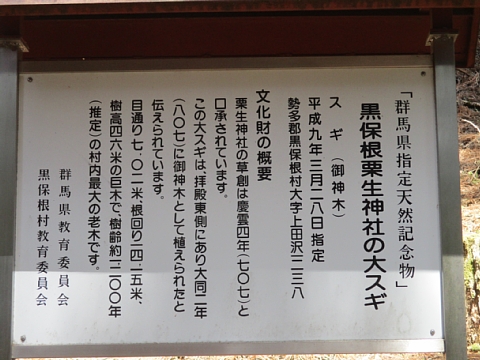 「群馬県指定天然記念物」
黒保根栗生神社の大スギ
スギ（御神木）
平成九年三月二八日指定
勢多郡黒保根村大字上田沢二二三八
文化財の概要
栗生神社の草創は慶雲四年（七〇七）と
口承されています。
この大スギは、拝殿東側にあり大同二年
（八〇七）に御神木として植えられたと
伝えられています。
目通り七・〇二米、根回り二四・五米、
樹高四六米の巨木で、樹齢約一二〇〇年
（推定）の村内最大の老木です。
群馬県教育委員会
黒保根村教育委員会